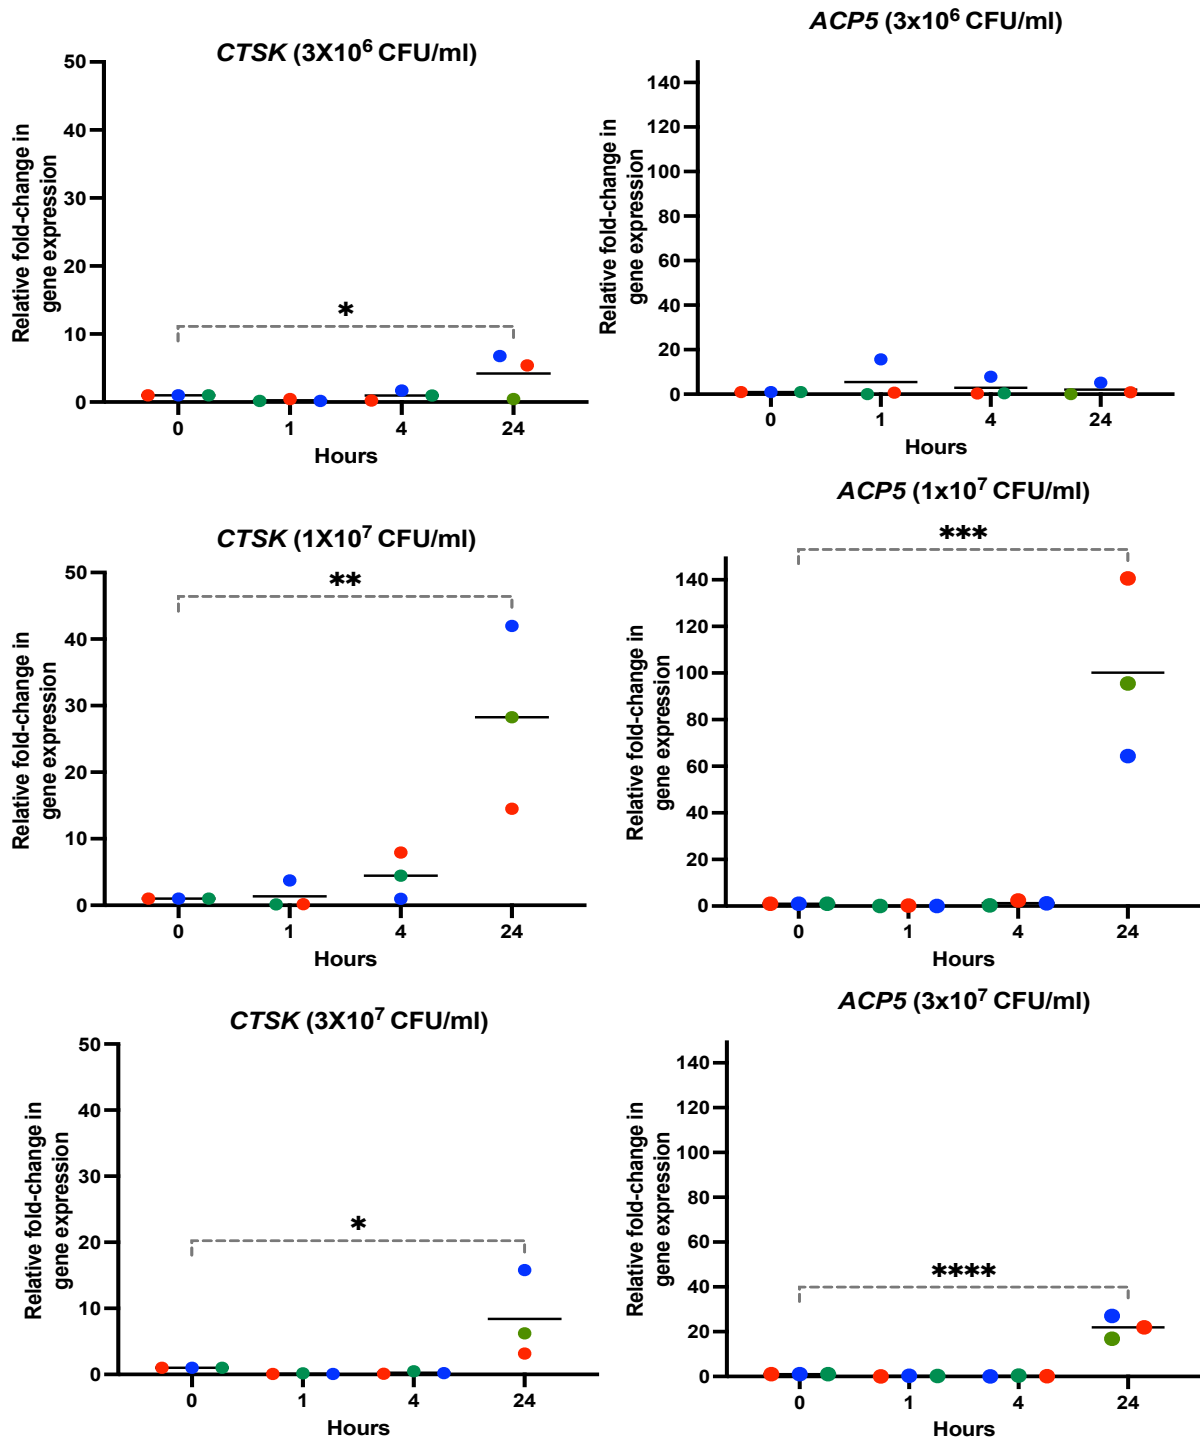 CTSK (3X10⁶ CFU/ml)
50
40
30
20
10
0
Relative fold-change in
gene expression
*
0 1 4 24
Hours
ACP5 (3x10⁶ CFU/ml)
140
120
100
80
60
40
20
0
Relative fold-change in
gene expression
0 1 4 24
Hours
CTSK (1X10⁷ CFU/ml)
50
40
30
20
10
0
Relative fold-change in
gene expression
**
0 1 4 24
Hours
ACP5 (1x10⁷ CFU/ml)
140
120
100
80
60
40
20
0
Relative fold-change in
gene expression
***
0 1 4 24
Hours
CTSK (3X10⁷ CFU/ml)
50
40
30
20
10
0
Relative fold-change in
gene expression
*
0 1 4 24
Hours
ACP5 (3x10⁷ CFU/ml)
140
120
100
80
60
40
20
0
Relative fold-change in
gene expression
****
0 1 4 24
Hours